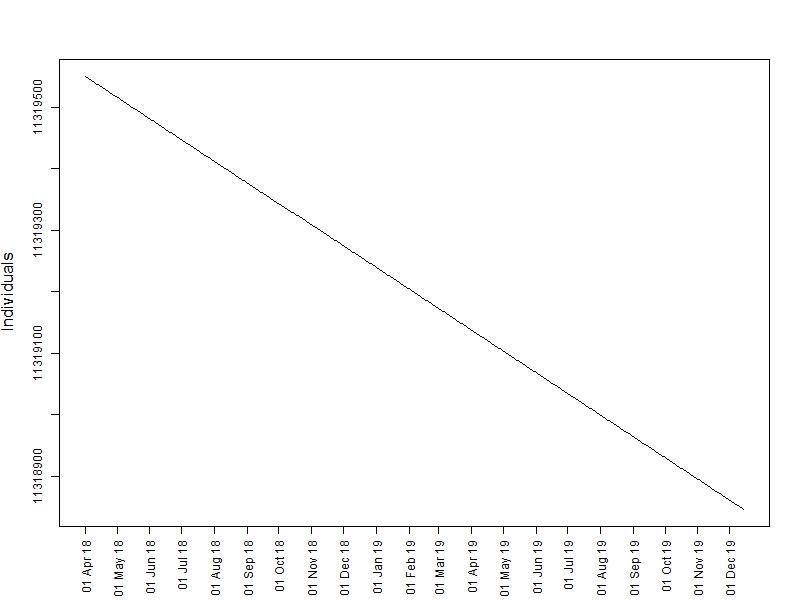 Individuals
11319500
11319300
11319100
11318900
01 Apr 18
01 May 18
01 Jun 18
01 Jul 18
01 Aug 18
01 Sep 18
01 Oct 18
01 Nov 18
01 Dec 18
01 Jan 19
01 Feb 19
01 Mar 19
01 Apr 19
01 May 19
01 Jun 19
01 Jul 19
01 Aug 19
01 Sep 19
01 Oct 19
01 Nov 19
01 Dec 19